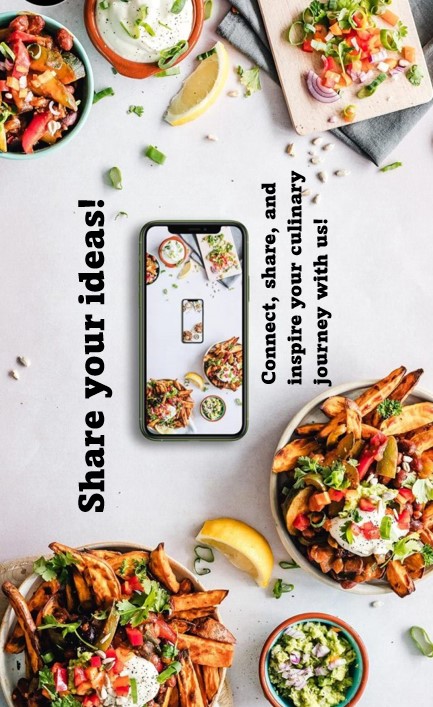 Share your ideas!
Connect, share, and
inspire your culinary
journey with us!